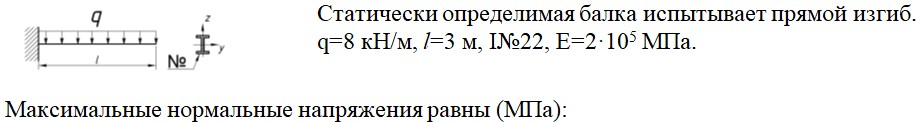 q
l
№
z
y
Статически определимая балка испытывает прямой изгиб.
q=8 кН/м, l=3 м, I№22, E=2·10⁵ МПа.
Максимальные нормальные напряжения равны (МПа):